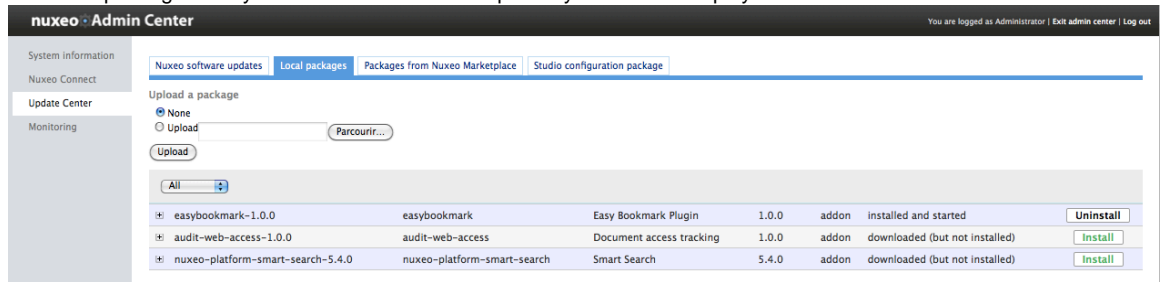 nuxeo Admin Center
You are logged as Administrator | Exit admin center | Log out
System information
Nuxeo Connect
Update Center
Monitoring
Nuxeo software updates Local packages Packages from Nuxeo Marketplace Studio configuration package
Upload a package
None
Upload Parcourir...
Upload
All
easybookmark-1.0.0 easybookmark Easy Bookmark Plugin 1.0.0 addon installed and started Uninstall
audit-web-access-1.0.0 audit-web-access Document access tracking 1.0.0 addon downloaded (but not installed) Install
nuxeo-platform-smart-search-5.4.0 nuxeo-platform-smart-search Smart Search 5.4.0 addon downloaded (but not installed) Install